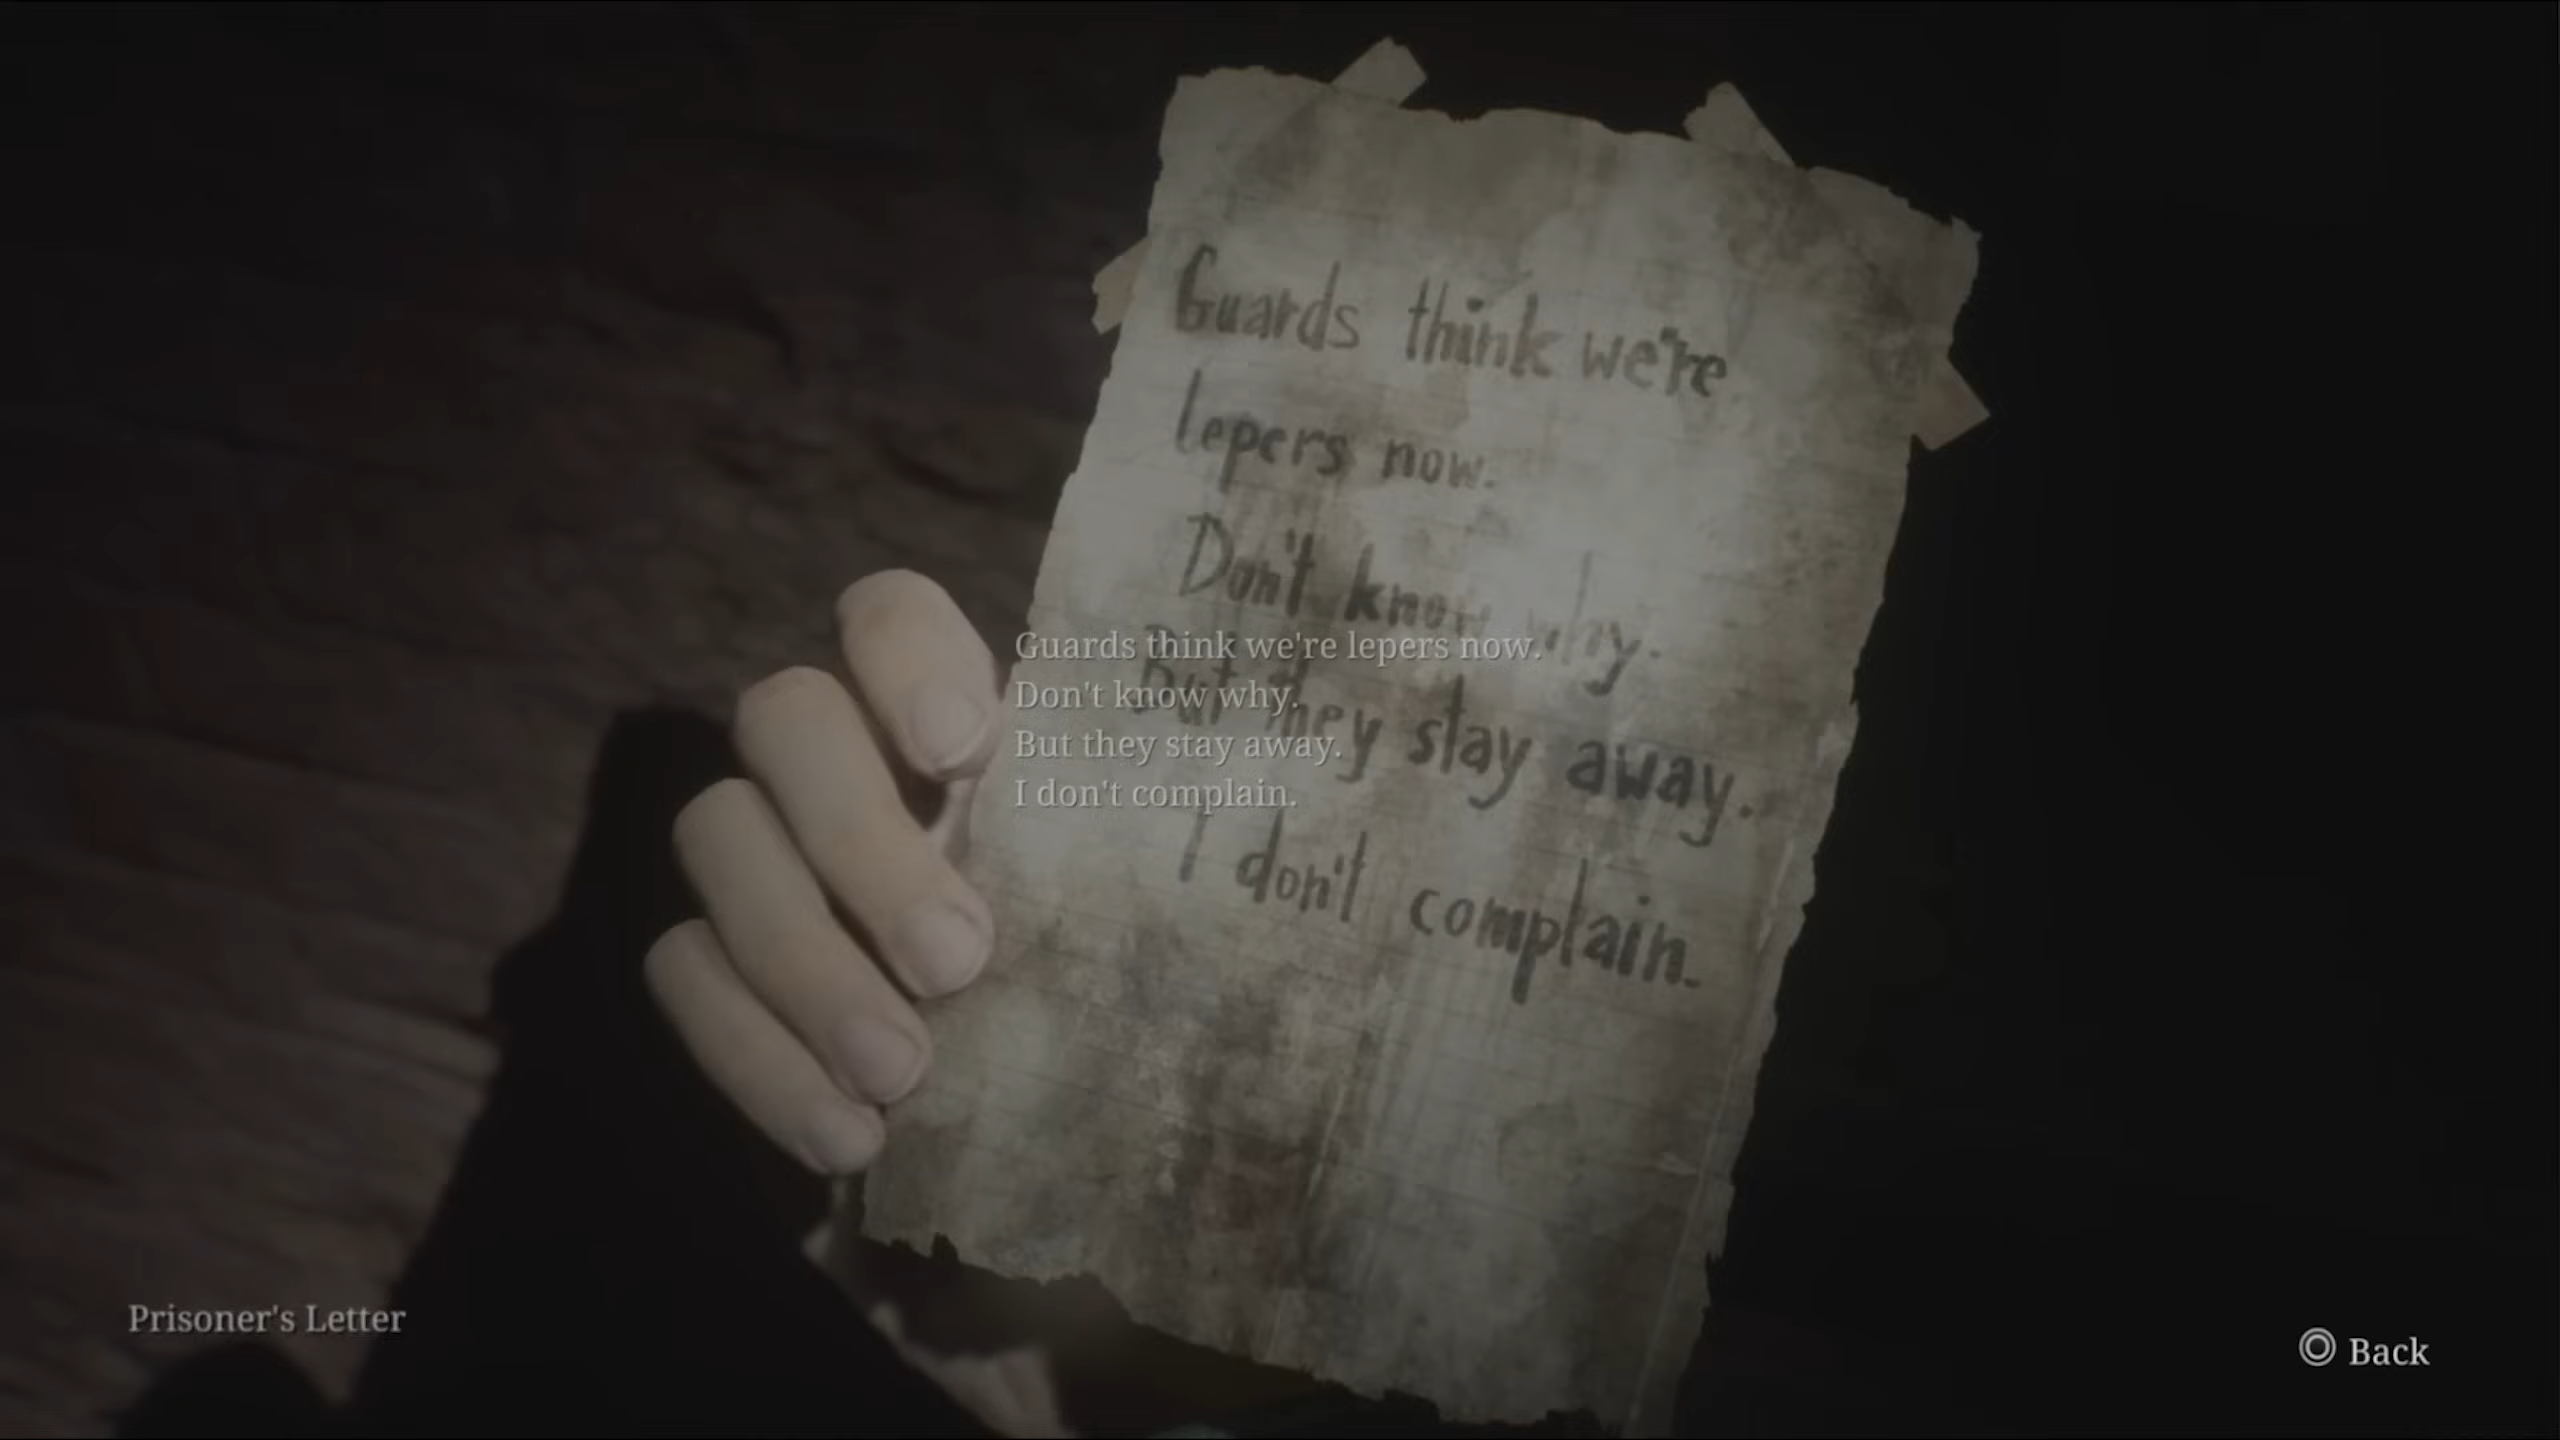 Guards think we're
lepers now.
Don't know why.
But they stay away.
I don't complain.
Guards think we're lepers now.
Don't know why.
But they stay away.
I don't complain.
Prisoner's Letter
Back